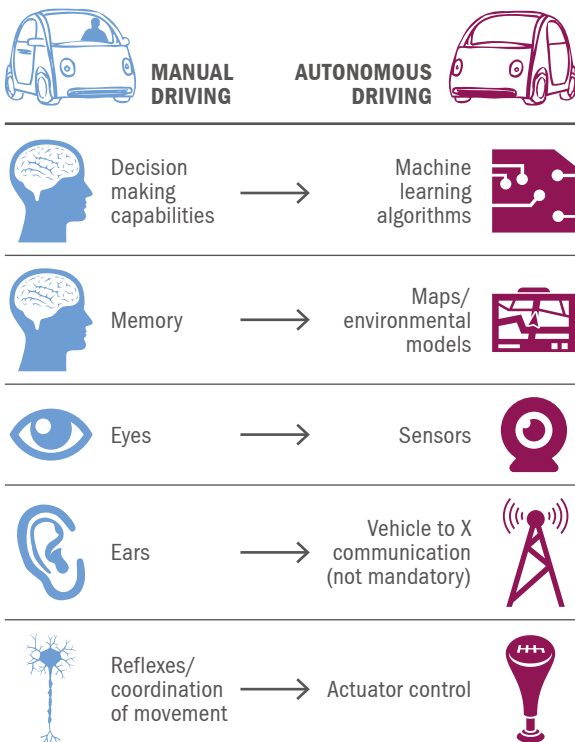 MANUAL
DRIVING
AUTONOMOUS
DRIVING
Decision
making
capabilities
Machine
learning
algorithms
Memory
Maps/
environmental
models
Eyes
Sensors
Ears
Vehicle to X
communication
(not mandatory)
Reflexes/
coordination
of movement
Actuator control